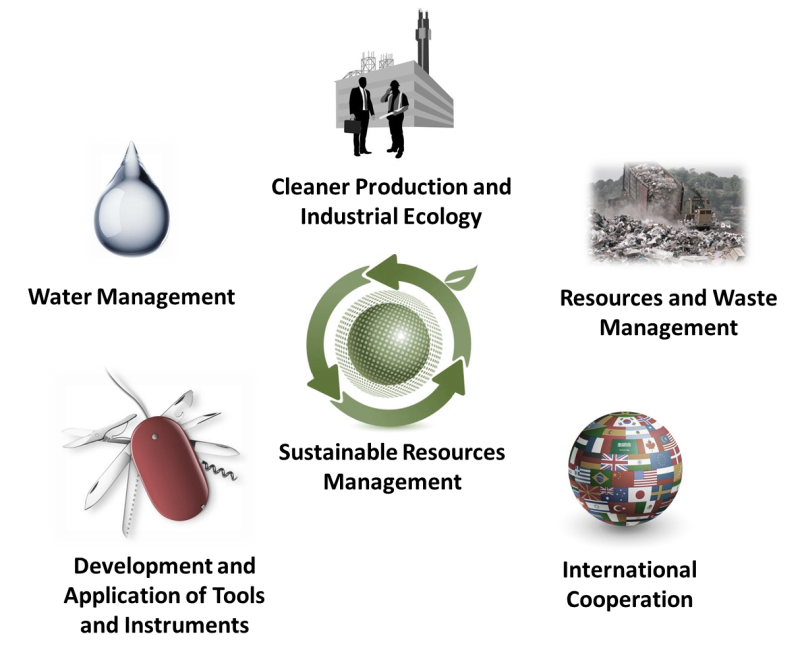 Cleaner Production and
Industrial Ecology
Water Management
Resources and Waste
Management
Sustainable Resources
Management
Development and
Application of Tools
and Instruments
International
Cooperation